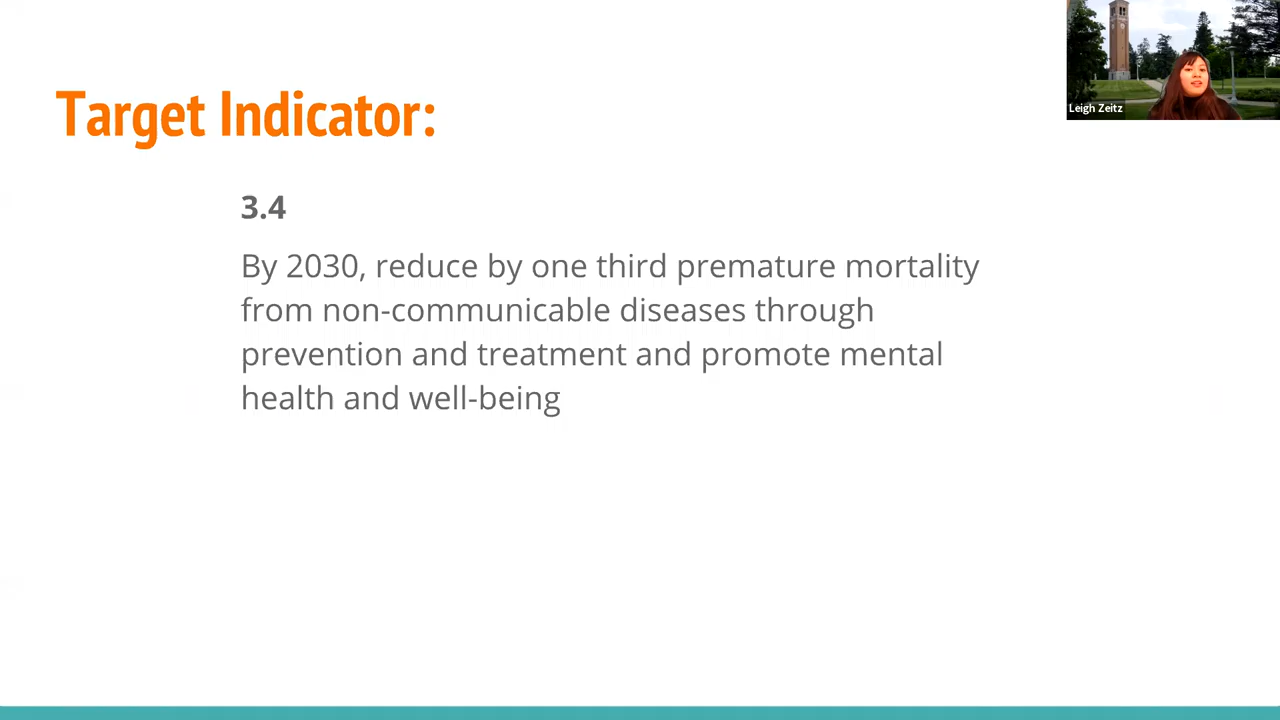 Target Indicator:
Leigh Zeitz
3.4
By 2030, reduce by one third premature mortality
from non-communicable diseases through
prevention and treatment and promote mental
health and well-being